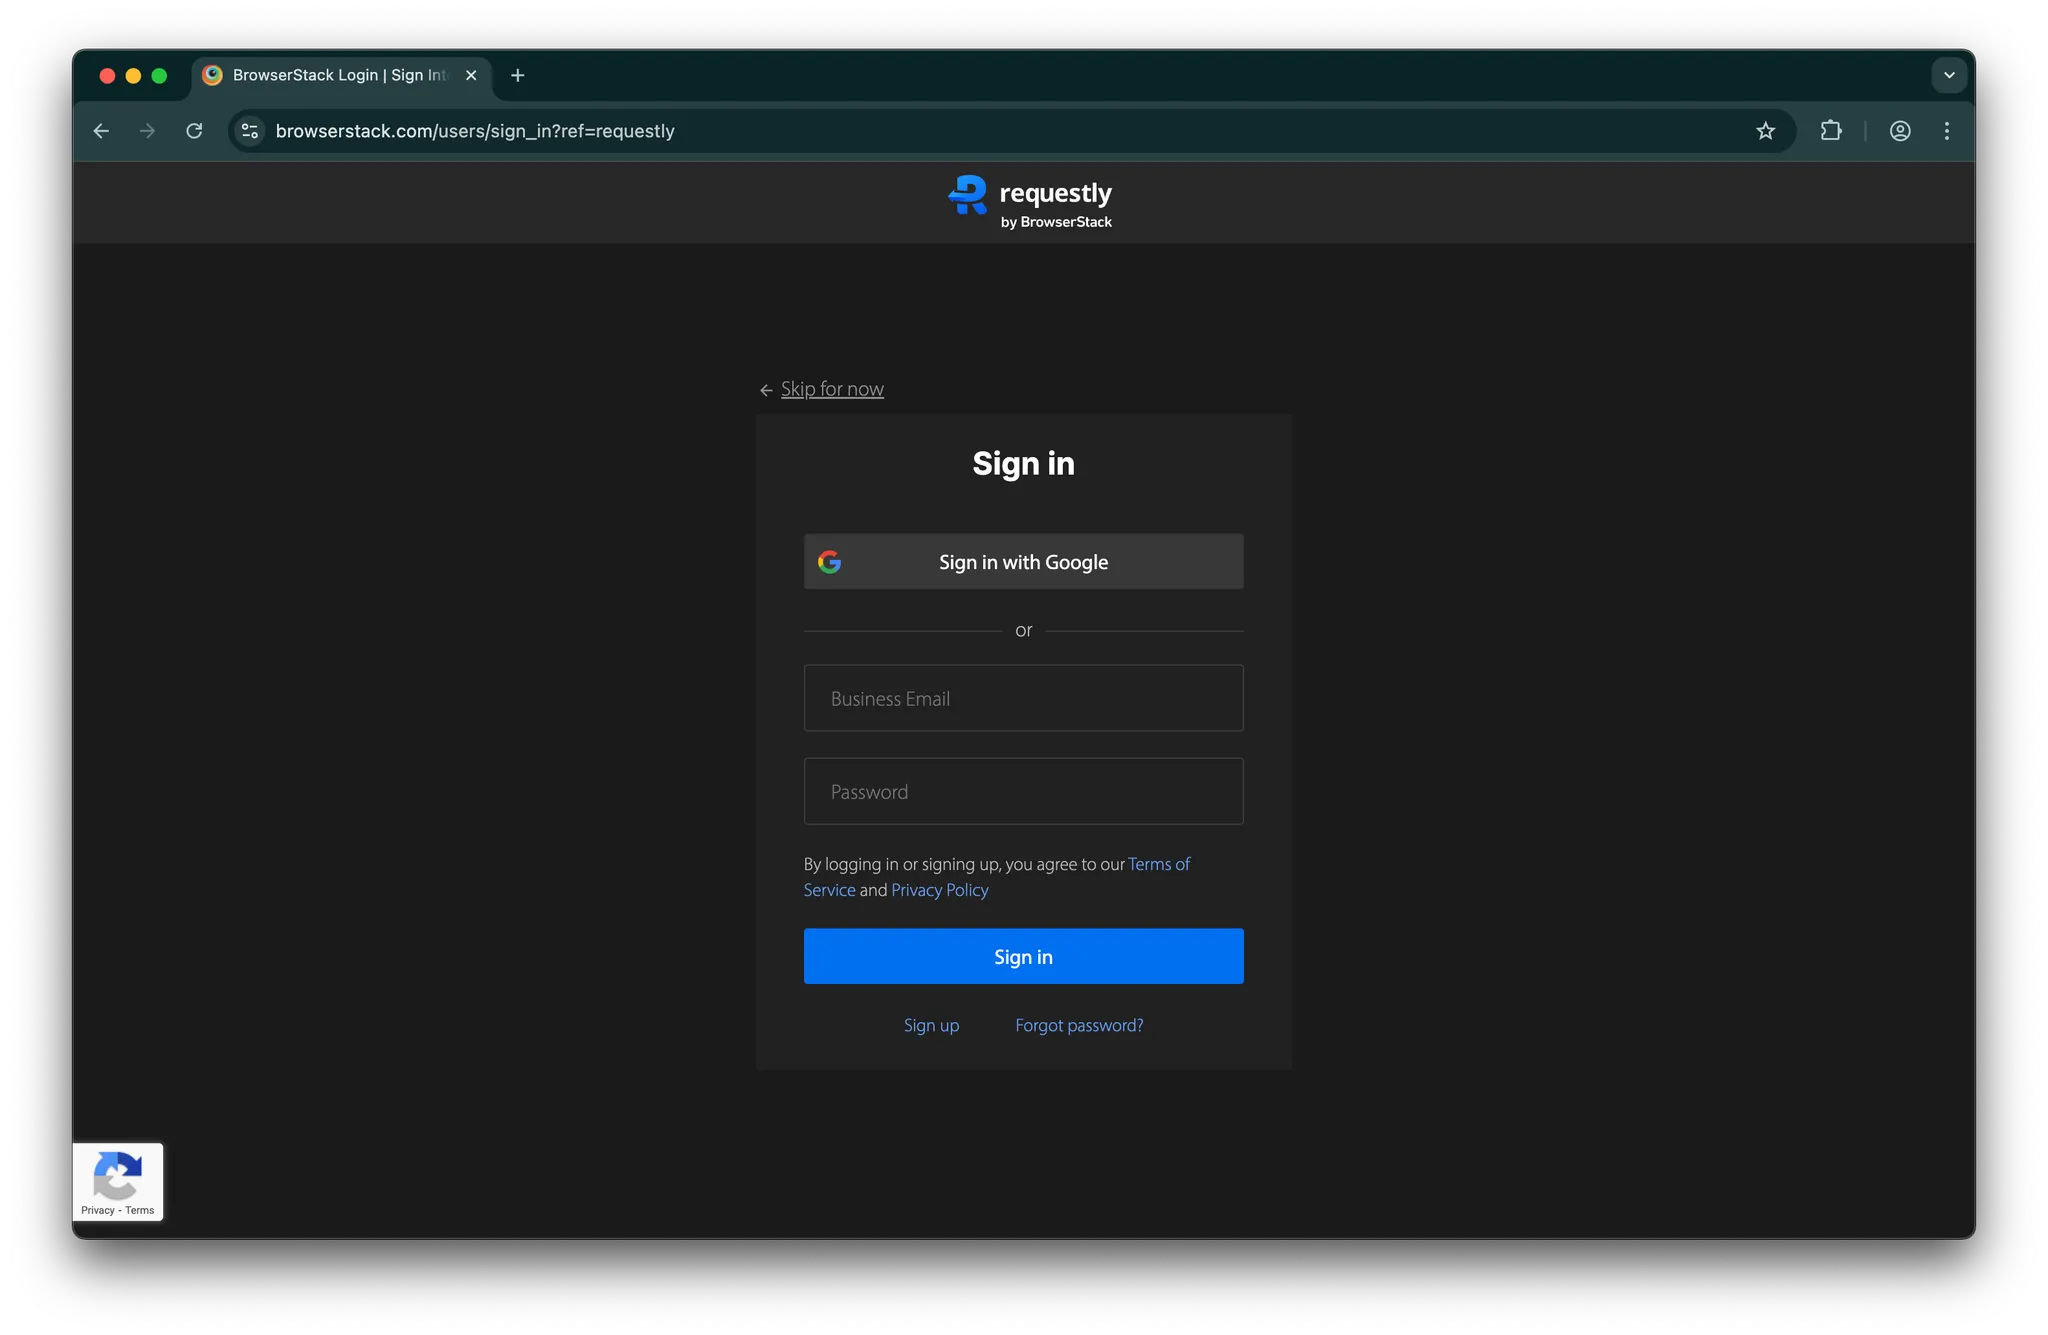 BrowserStack Login | Sign Int
browserstack.com/users/sign_in?ref=requestly
requestly
by BrowserStack
Skip for now
Sign in
Sign in with Google
or
Business Email
Password
By logging in or signing up, you agree to our Terms of
Service and Privacy Policy
Sign in
Sign up Forgot password?
Privacy - Terms